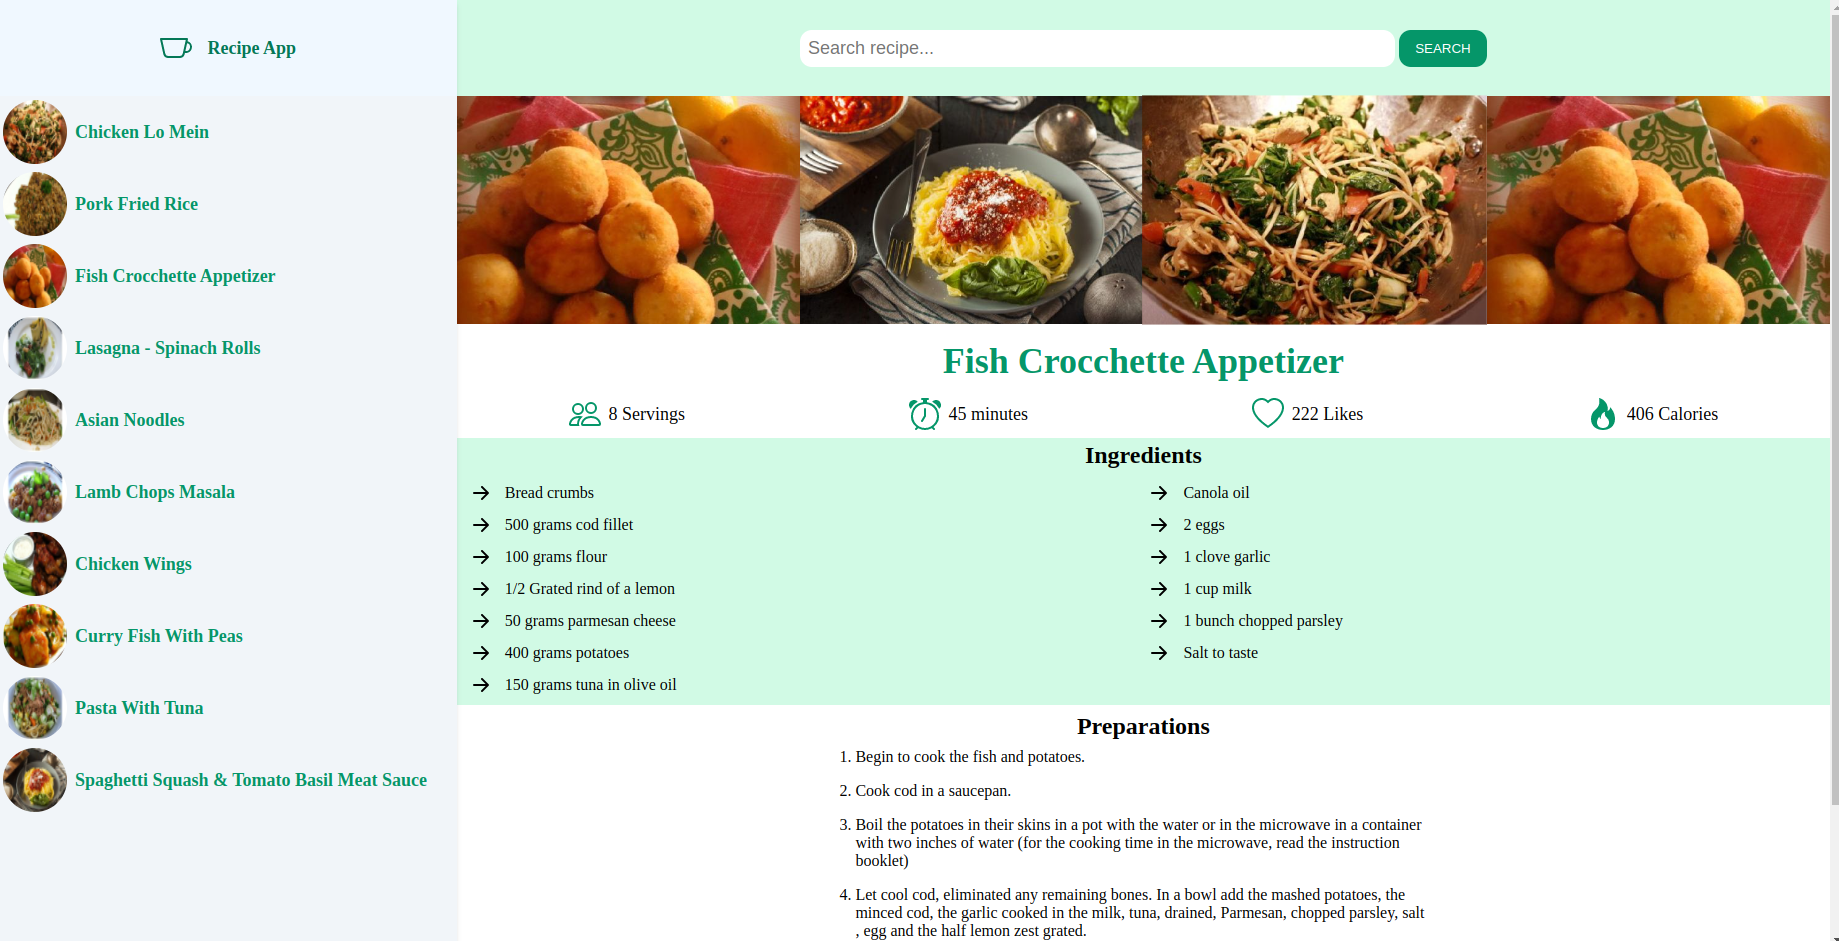 Recipe App
Search recipe...
SEARCH
Chicken Lo Mein
Pork Fried Rice
Fish Crocchette Appetizer
Lasagna - Spinach Rolls
Asian Noodles
Lamb Chops Masala
Chicken Wings
Curry Fish With Peas
Pasta With Tuna
Spaghetti Squash & Tomato Basil Meat Sauce
Fish Crocchette Appetizer
8 Servings
45 minutes
222 Likes
406 Calories
Ingredients
Bread crumbs
500 grams cod fillet
100 grams flour
1/2 Grated rind of a lemon
50 grams parmesan cheese
400 grams potatoes
150 grams tuna in olive oil
Canola oil
2 eggs
1 clove garlic
1 cup milk
1 bunch chopped parsley
Salt to taste
Preparations
1. Begin to cook the fish and potatoes.
2. Cook cod in a saucepan.
3. Boil the potatoes in their skins in a pot with the water or in the microwave in a container
with two inches of water (for the cooking time in the microwave, read the instruction
booklet)
4. Let cool cod, eliminated any remaining bones. In a bowl add the mashed potatoes, the
minced cod, the garlic cooked in the milk, tuna, drained, Parmesan, chopped parsley, salt
, egg and the half lemon zest grated.